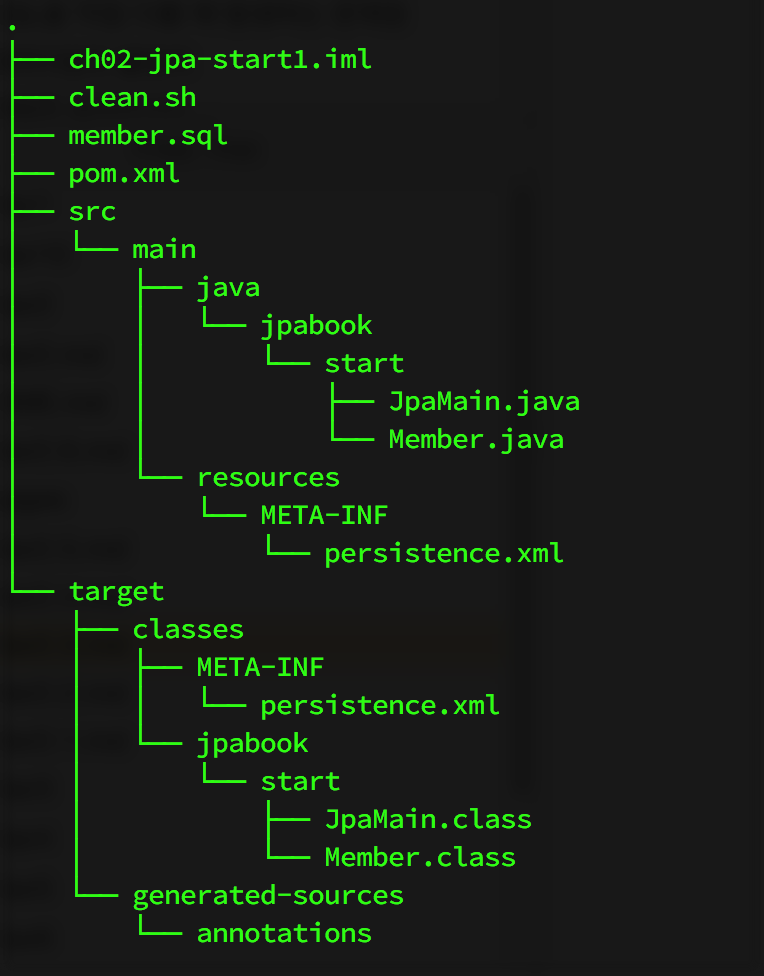 .
├── ch02-jpa-start1.iml
├── clean.sh
├── member.sql
├── pom.xml
├── src
│   └── main
│       ├── java
│       │   └── jpabook
│       │       └── start
│       │           ├── JpaMain.java
│       │           └── Member.java
│       └── resources
│           └── META-INF
│               └── persistence.xml
└── target
    ├── classes
    │   ├── META-INF
    │   │   └── persistence.xml
    │   └── jpabook
    │       └── start
    │           ├── JpaMain.class
    │           └── Member.class
    └── generated-sources
        └── annotations